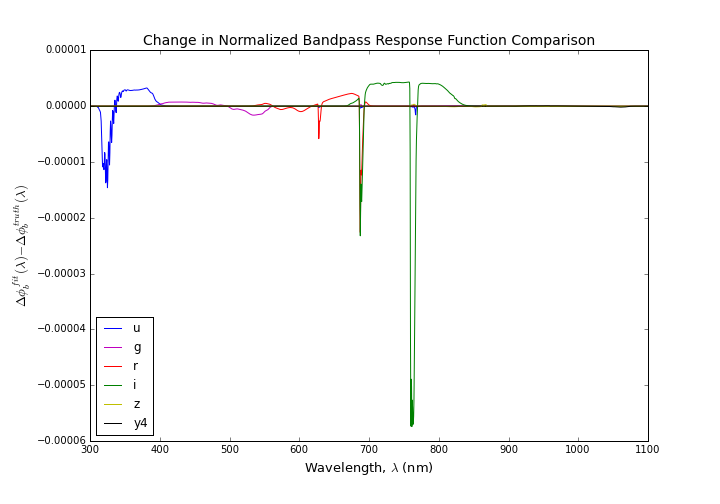 Change in Normalized Bandpass Response Function Comparison
0.00001
0.00000
−0.00001
−0.00002
−0.00003
−0.00004
−0.00005
−0.00006
Δϕ_b^{fit}(λ)−Δϕ_b^{truth}(λ)
u
g
r
i
z
y4
300 400 500 600 700 800 900 1000 1100
Wavelength, λ (nm)